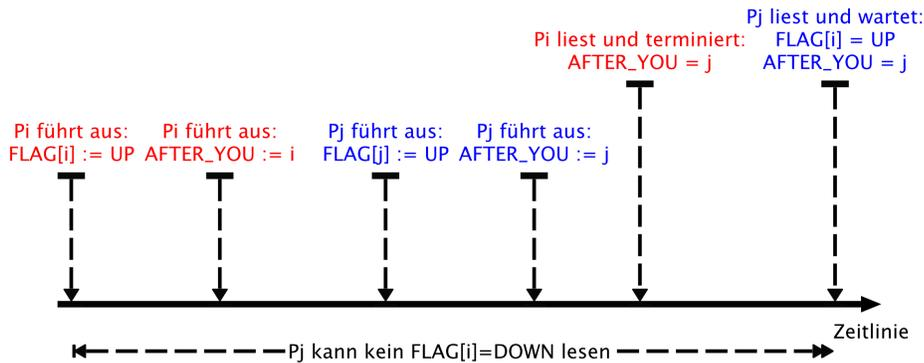 Pj liest und wartet:
Pi liest und terminiert:
FLAG[i] = UP
AFTER_YOU = j
AFTER_YOU = j
Pi führt aus:
FLAG[i] := UP
Pi führt aus:
AFTER_YOU := i
Pj führt aus:
FLAG[j] := UP
Pj führt aus:
AFTER_YOU := j
Zeitlinie
Pj kann kein FLAG[i]=DOWN lesen